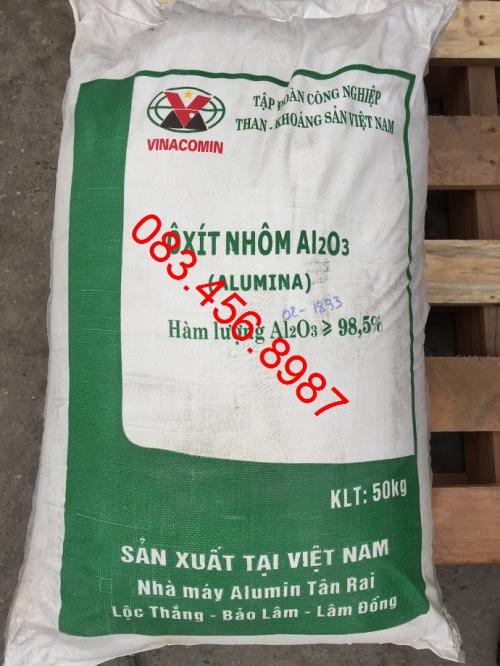 TẬP ĐOÀN CÔNG NGHIỆP
THAN - KHOÁNG SẢN VIỆT NAM
VINACOMIN
ÔXÍT NHÔM Al2O3
(ALUMINA)
02-1893
Hàm lượng Al2O3 ≥ 98,5%
083.456.8987
KLT: 50kg
SẢN XUẤT TẠI VIỆT NAM
Nhà máy Alumin Tân Rai
Lộc Thắng - Bảo Lâm - Lâm Đồng